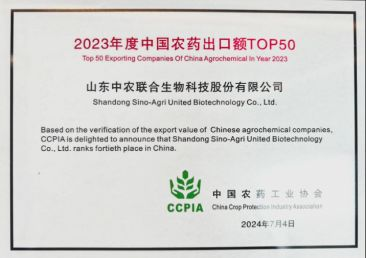 2023年度中国农药出口额TOP50
Top 50 Exporting Companies Of China Agrochemical In Year 2023
山东中农联合生物科技股份有限公司
Shandong Sino-Agri United Biotechnology Co., Ltd.
Based on the verification of the export value of Chinese agrochemical companies,
CCPIA is delighted to announce that Shandong Sino-Agri United Biotechnology
Co., Ltd. ranks fortieth place in China.
CCPIA
中国农药工业协会
China Crop Protection Industry Association
2024年7月4日